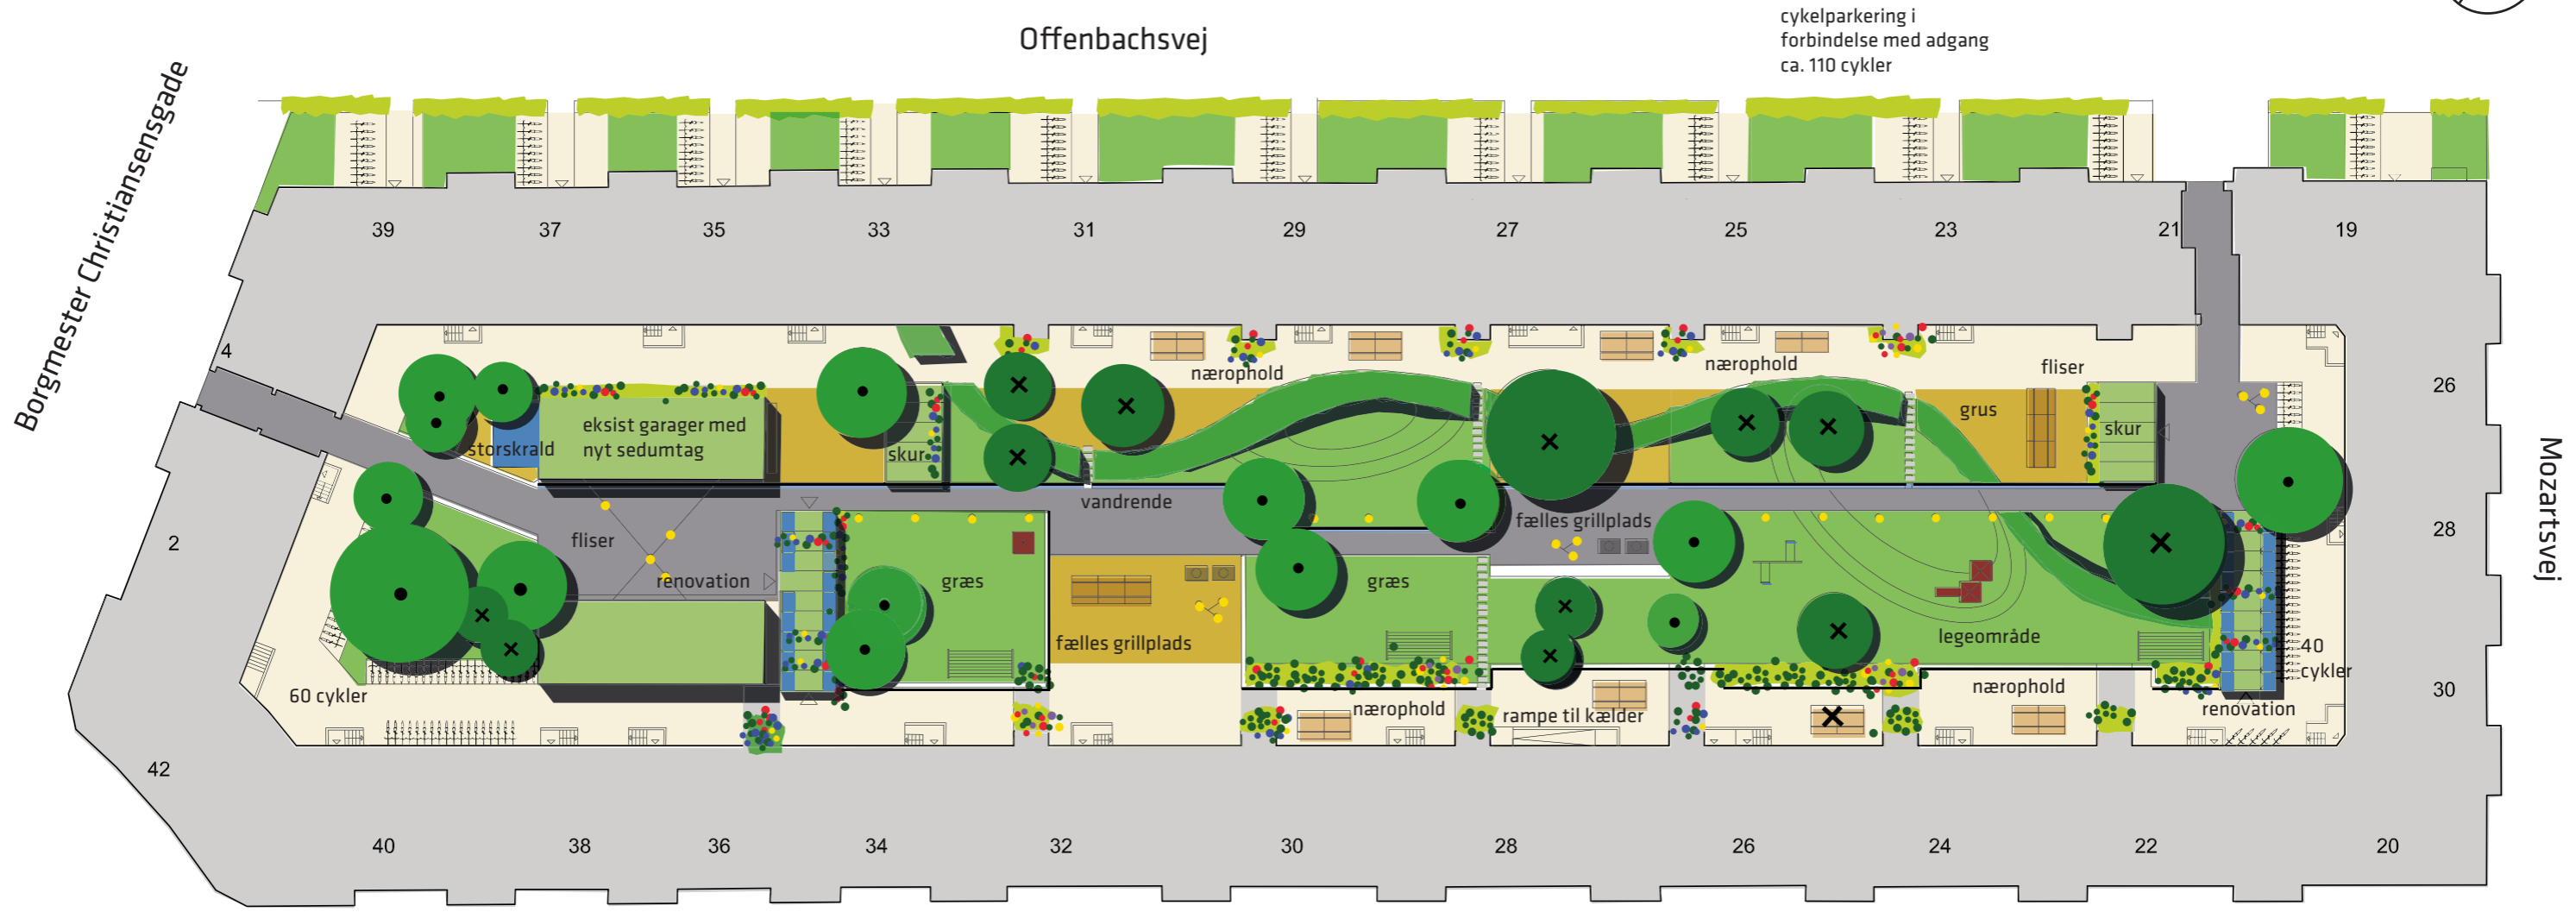 cykelparkering i
forbindelse med adgang
ca. 110 cykler
Offenbachsvej
Borgmester Christiansensgade
39 37 35 33 31 29 27 25 23 21 19
4
nærophold
nærophold
fliser
26
grus
storskrald
eksist garager med
nyt sedumtag
skur
skur
Mozartsvej
vandrende
fælles grillplads
2
fliser
28
renovation
græs
græs
fælles grillplads
legeområde
40
cykler
60 cykler
nærophold
30
nærophold
rampe til kælder
renovation
42
40 38 36 34 32 30 28 26 24 22 20